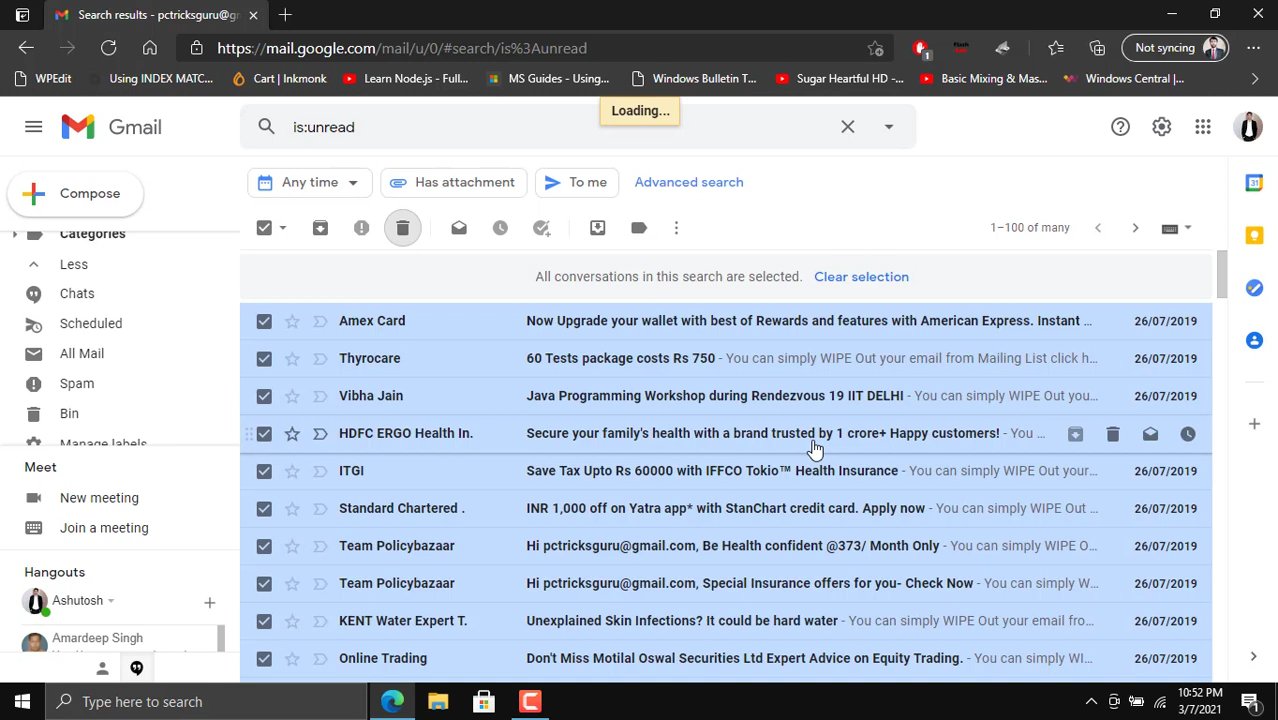 Search results - pctricksguru@gm
https://mail.google.com/mail/u/0/#search/is%3Aunread
1
Not syncing
WPEdit
Using INDEX MATC...
Cart | Inkmonk
Learn Node.js - Full...
MS Guides - Using...
Windows Bulletin T...
Sugar Heartful HD -...
Basic Mixing & Mas...
Windows Central |...
Loading...
Gmail
is:unread
Compose
Any time
Has attachment
To me
Advanced search
1–100 of many
Categories
Less
Chats
Scheduled
All Mail
Spam
Bin
Manage labels
Meet
New meeting
Join a meeting
Hangouts
Ashutosh
Amardeep Singh
All conversations in this search are selected. Clear selection
Amex Card Now Upgrade your wallet with best of Rewards and features with American Express. Instant ... 26/07/2019
Thyrocare 60 Tests package costs Rs 750 - You can simply WIPE Out your email from Mailing List click h... 26/07/2019
Vibha Jain Java Programming Workshop during Rendezvous 19 IIT DELHI - You can simply WIPE Out you... 26/07/2019
HDFC ERGO Health In. Secure your family's health with a brand trusted by 1 crore+ Happy customers! - You ...
ITGI Save Tax Upto Rs 60000 with IFFCO Tokio™ Health Insurance - You can simply WIPE Out your... 26/07/2019
Standard Chartered . INR 1,000 off on Yatra app* with StanChart credit card. Apply now - You can simply WIPE Out ... 26/07/2019
Team Policybazaar Hi pctricksguru@gmail.com, Be Health confident @373/ Month Only - You can simply WIPE O... 26/07/2019
Team Policybazaar Hi pctricksguru@gmail.com, Special Insurance offers for you- Check Now - You can simply W... 26/07/2019
KENT Water Expert T. Unexplained Skin Infections? It could be hard water - You can simply WIPE Out your email fro... 26/07/2019
Online Trading Don't Miss Motilal Oswal Securities Ltd Expert Advice on Equity Trading. - You can simply WI... 26/07/2019
31
Type here to search
10:52 PM
3/7/2021
1